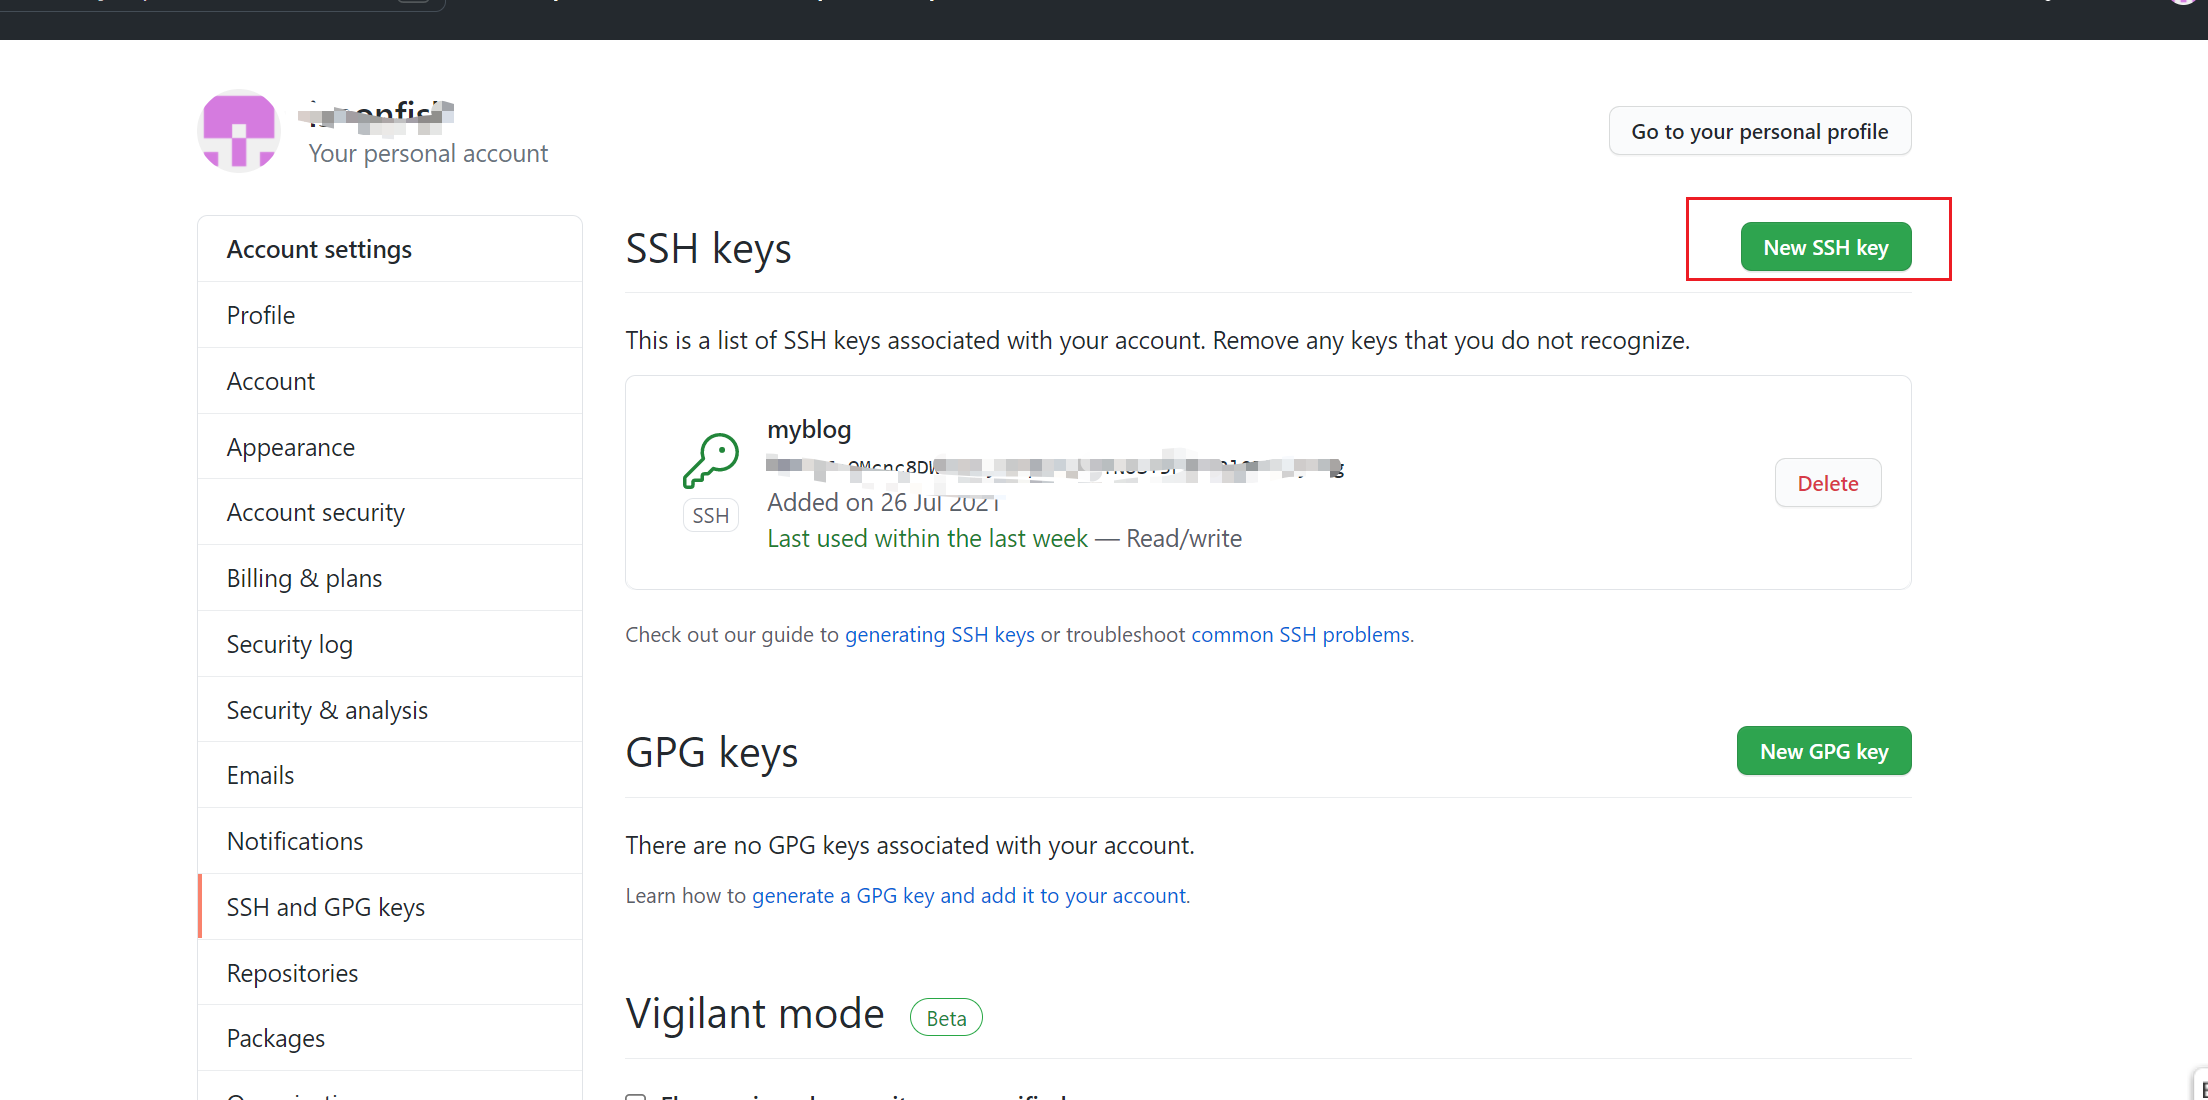 Your personal account
Go to your personal profile
Account settings
Profile
Account
Appearance
Account security
Billing & plans
Security log
Security & analysis
Emails
Notifications
SSH and GPG keys
Repositories
Packages
SSH keys
New SSH key
This is a list of SSH keys associated with your account. Remove any keys that you do not recognize.
myblog
SSH
Added on 26 Jul 2021
Last used within the last week — Read/write
Delete
Check out our guide to generating SSH keys or troubleshoot common SSH problems.
GPG keys
New GPG key
There are no GPG keys associated with your account.
Learn how to generate a GPG key and add it to your account.
Vigilant mode
Beta